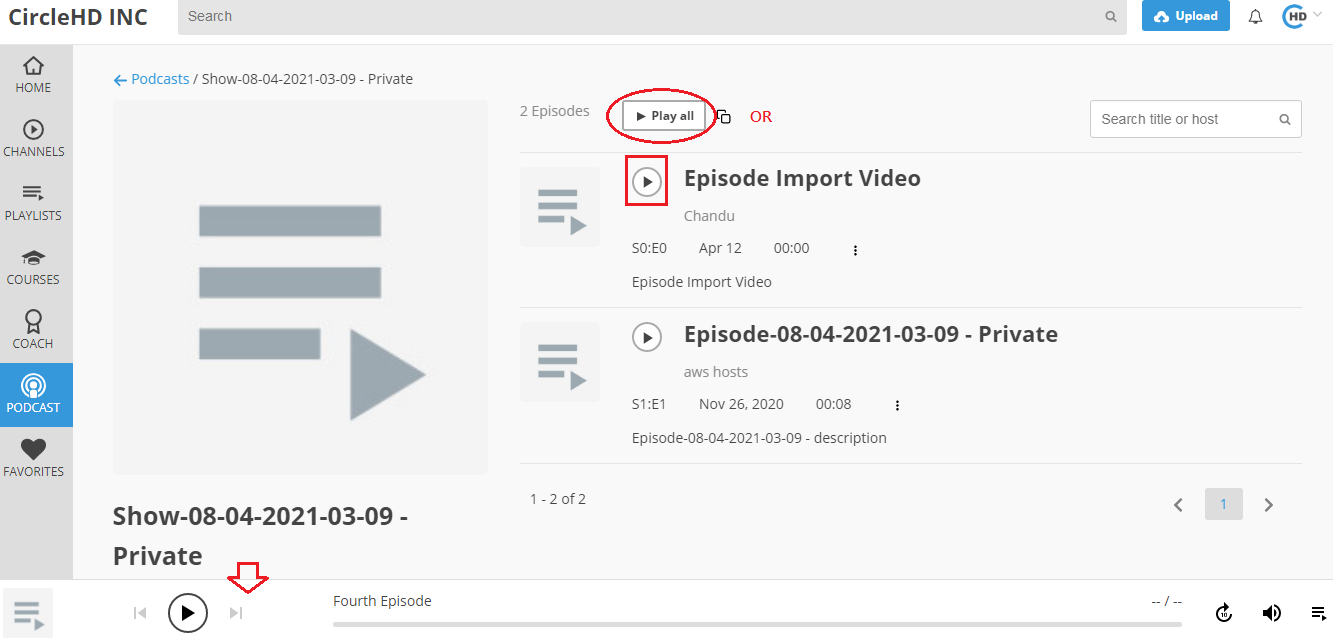 CircleHD INC
Search
Upload
HD
HOME
CHANNELS
PLAYLISTS
COURSES
COACH
PODCAST
FAVORITES
Podcasts / Show-08-04-2021-03-09 - Private
2 Episodes
Play all
OR
Search title or host
Episode Import Video
Chandu
S0:E0 Apr 12 00:00
Episode Import Video
Episode-08-04-2021-03-09 - Private
aws hosts
S1:E1 Nov 26, 2020 00:08
Episode-08-04-2021-03-09 - description
1 - 2 of 2
1
Show-08-04-2021-03-09 -
Private
Fourth Episode
-- / --
10